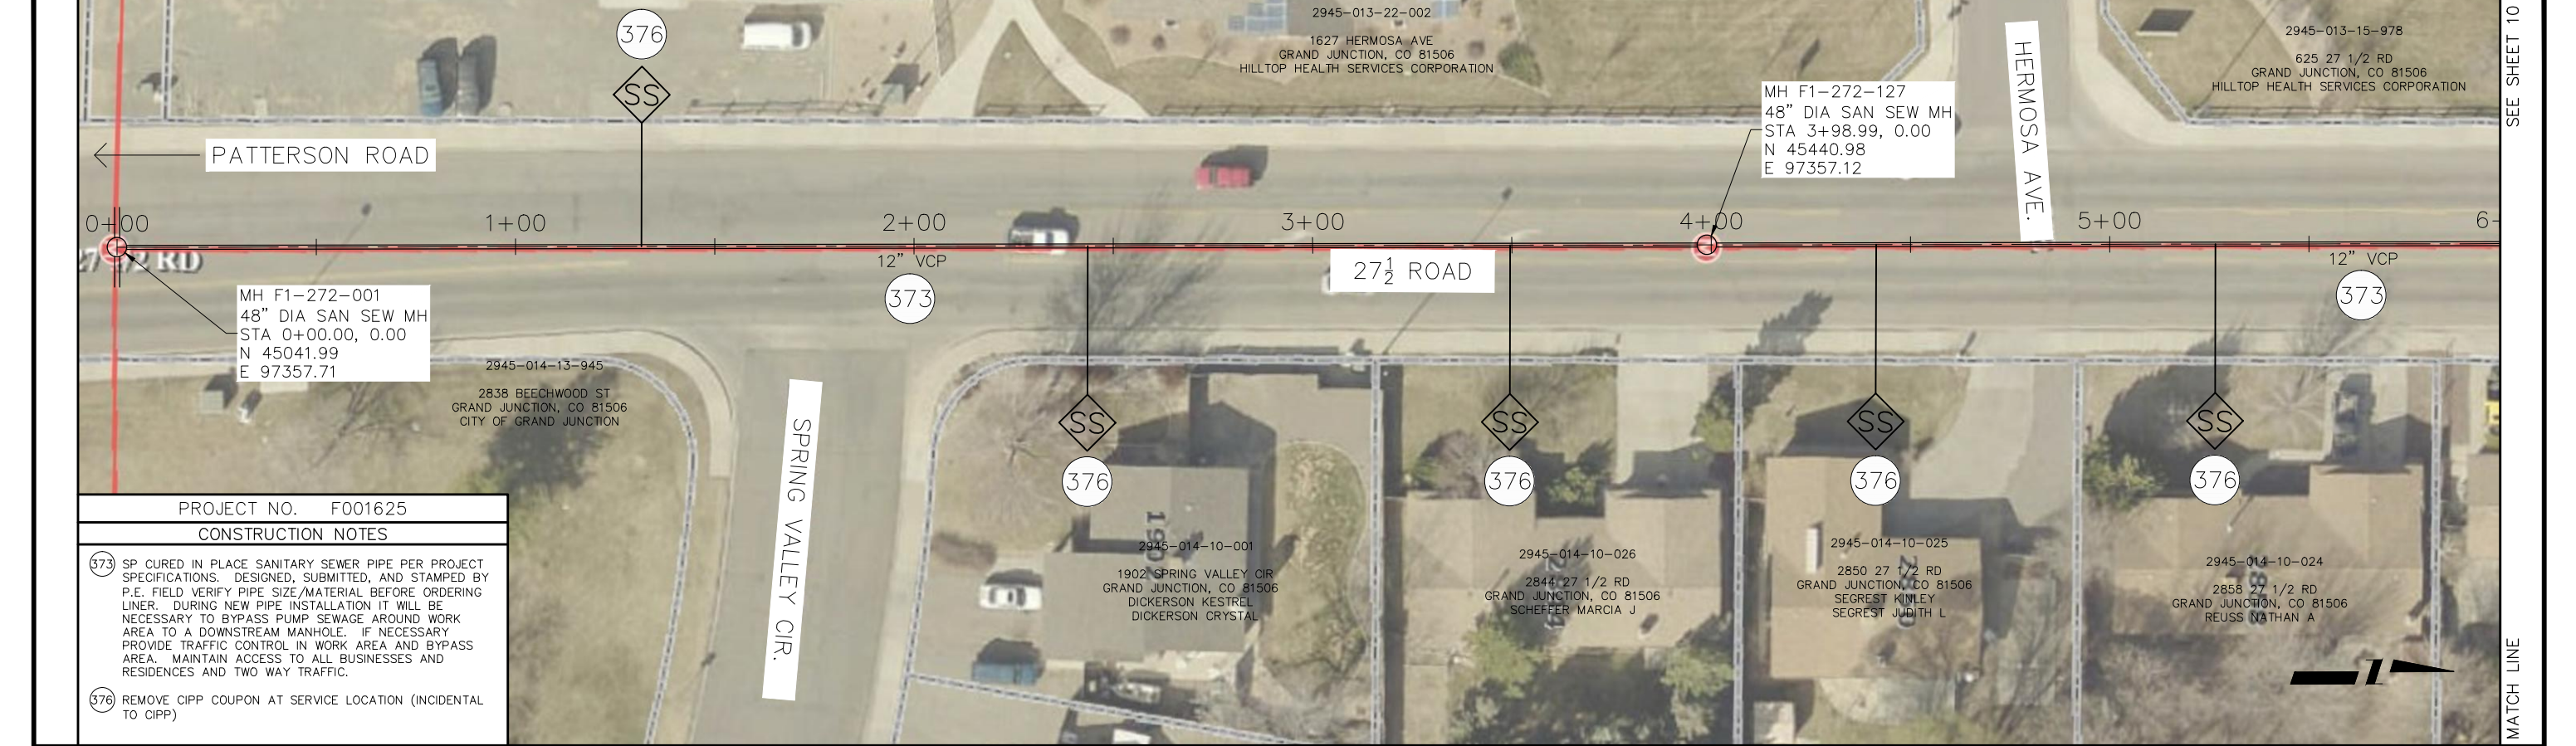 376
SS
2945-013-22-002
1627 HERMOSA AVE
GRAND JUNCTION, CO 81506
HILLTOP HEALTH SERVICES CORPORATION
2945-013-15-978
625 27 1/2 RD
GRAND JUNCTION, CO 81506
HILLTOP HEALTH SERVICES CORPORATION
SEE SHEET 10
MH F1-272-127
48" DIA SAN SEW MH
STA 3+98.99, 0.00
N 45440.98
E 97357.12
HERMOSA AVE.
PATTERSON ROAD
0+00
1+00
2+00
3+00
4+00
5+00
6-
27 1/2 RD
12" VCP
373
27 1/2 ROAD
12" VCP
373
MH F1-272-001
48" DIA SAN SEW MH
STA 0+00.00, 0.00
N 45041.99
E 97357.71
2945-014-13-945
2838 BEECHWOOD ST
GRAND JUNCTION, CO 81506
CITY OF GRAND JUNCTION
SPRING VALLEY CIR.
SS
376
SS
376
SS
376
SS
376
2945-014-10-001
1902 SPRING VALLEY CIR
GRAND JUNCTION, CO 81506
DICKERSON KESTREL
DICKERSON CRYSTAL
2945-014-10-026
2844 27 1/2 RD
GRAND JUNCTION, CO 81506
SCHEFFER MARCIA J
2945-014-10-025
2850 27 1/2 RD
GRAND JUNCTION, CO 81506
SEGREST KINLEY
SEGREST JUDITH L
2945-014-10-024
2858 27 1/2 RD
GRAND JUNCTION, CO 81506
REUSS NATHAN A
MATCH LINE
PROJECT NO. F001625
CONSTRUCTION NOTES
373 SP CURED IN PLACE SANITARY SEWER PIPE PER PROJECT
SPECIFICATIONS. DESIGNED, SUBMITTED, AND STAMPED BY
P.E. FIELD VERIFY PIPE SIZE/MATERIAL BEFORE ORDERING
LINER. DURING NEW PIPE INSTALLATION IT WILL BE
NECESSARY TO BYPASS PUMP SEWAGE AROUND WORK
AREA TO A DOWNSTREAM MANHOLE. IF NECESSARY
PROVIDE TRAFFIC CONTROL IN WORK AREA AND BYPASS
AREA. MAINTAIN ACCESS TO ALL BUSINESSES AND
RESIDENCES AND TWO WAY TRAFFIC.
376 REMOVE CIPP COUPON AT SERVICE LOCATION (INCIDENTAL
TO CIPP)